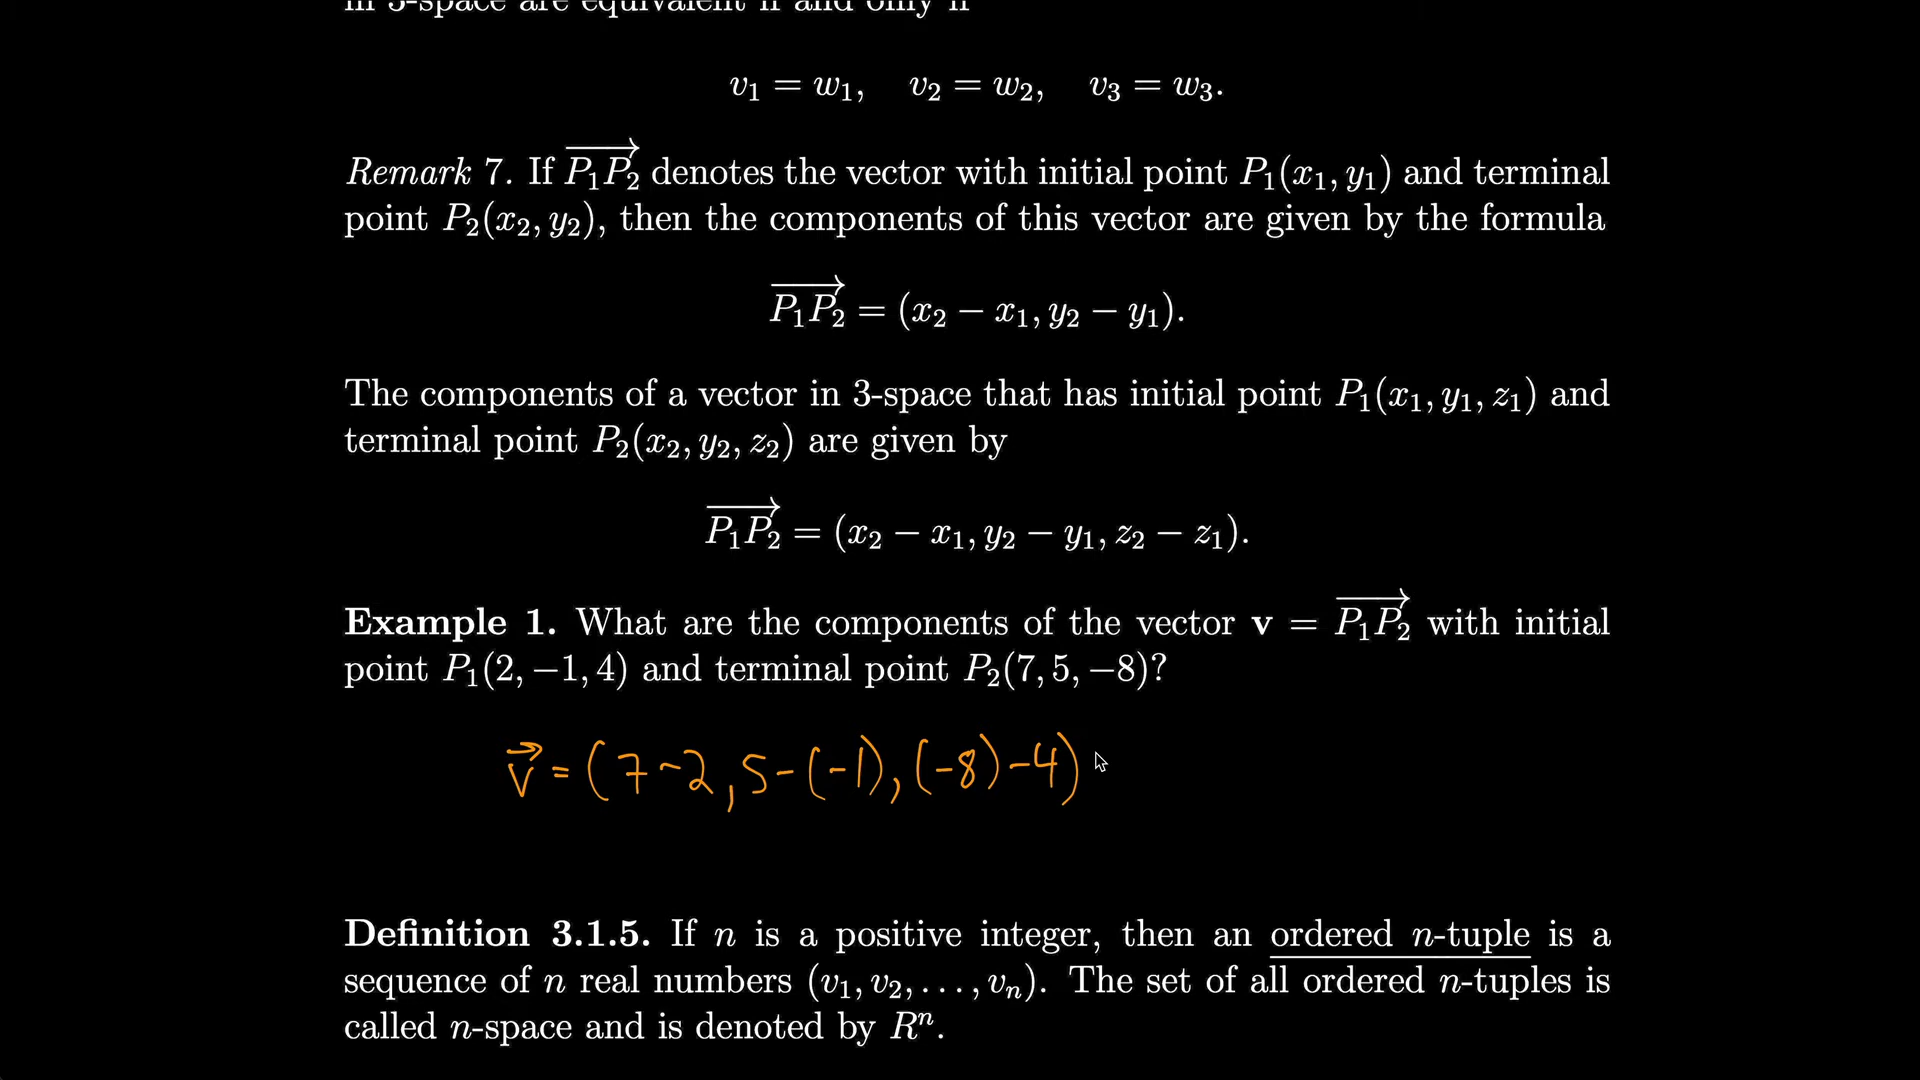 in 3-space are equivalent if and only if
v₁ = w₁, v₂ = w₂, v₃ = w₃.
Remark 7. If P₁P₂⃗ denotes the vector with initial point P₁(x₁, y₁) and terminal
point P₂(x₂, y₂), then the components of this vector are given by the formula
P₁P₂⃗ = (x₂ − x₁, y₂ − y₁).
The components of a vector in 3-space that has initial point P₁(x₁, y₁, z₁) and
terminal point P₂(x₂, y₂, z₂) are given by
P₁P₂⃗ = (x₂ − x₁, y₂ − y₁, z₂ − z₁).
Example 1. What are the components of the vector v = P₁P₂⃗ with initial
point P₁(2, −1, 4) and terminal point P₂(7, 5, −8)?
v⃗ = (7−2, 5−(−1), (−8)−4)
Definition 3.1.5. If n is a positive integer, then an ordered n-tuple is a
sequence of n real numbers (v₁, v₂, . . . , vₙ). The set of all ordered n-tuples is
called n-space and is denoted by Rⁿ.